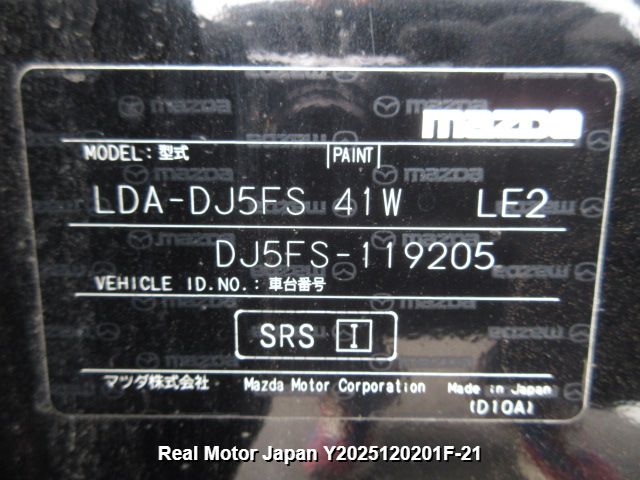 mazda
MODEL: 型式 PAINT
LDA-DJ5FS 41W LE2
DJ5FS-119205
VEHICLE ID.NO.: 車台番号
SRS I
マツダ株式会社 Mazda Motor Corporation Made in Japan
(D10A)
Real Motor Japan Y2025120201F-21